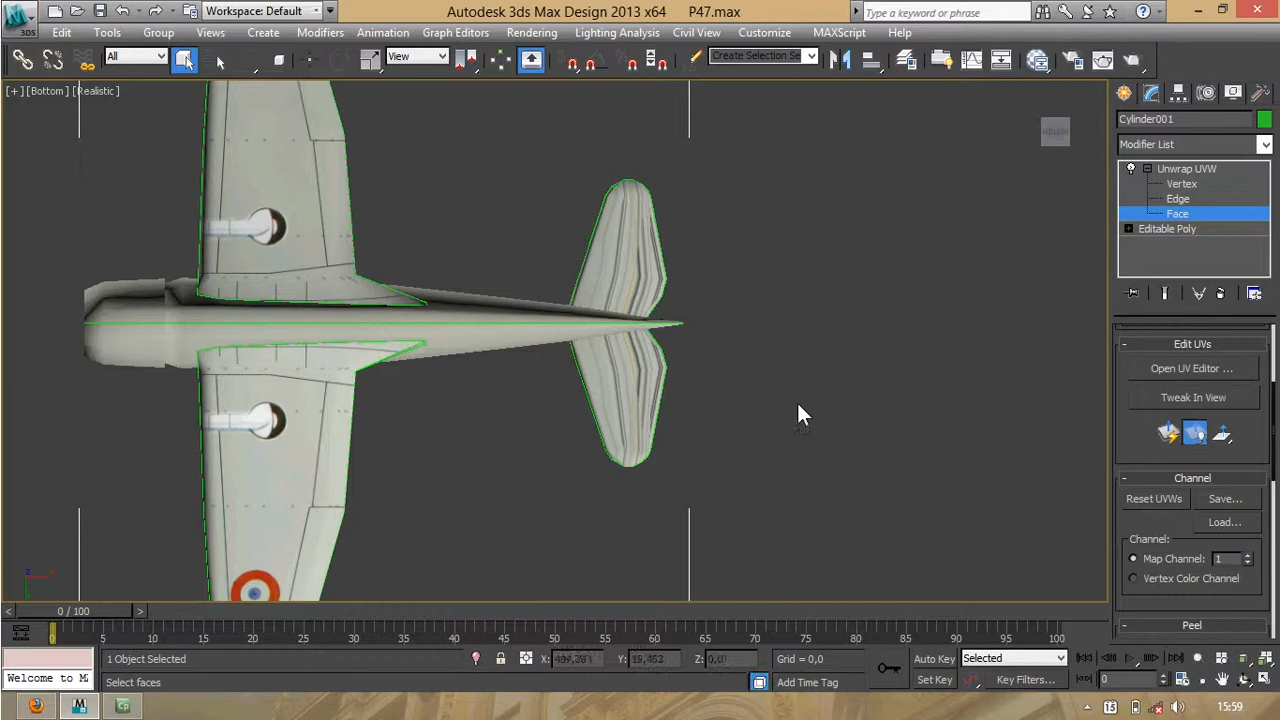 Workspace: Default
Autodesk 3ds Max Design 2013 x64 P47.max
Type a keyword or phrase
3DS
Edit Tools Group Views Create Modifiers Animation Graph Editors Rendering Lighting Analysis Civil View Customize MAXScript Help
All
View
Create Selection Se
[+] [Bottom] [Realistic]
Cylinder001
Modifier List
Unwrap UVW
Vertex
Edge
Face
Editable Poly
Edit UVs
Open UV Editor ...
Tweak In View
Channel
Reset UVWs Save...
Load...
Channel:
Map Channel: 1
Vertex Color Channel
Peel
0 / 100
0 5 10 15 20 25 30 35 40 45 50 55 60 65 70 75 80 85 90 95 100
1 Object Selected
X: Y: 19,462 Z: 0,0
Grid = 0,0
Auto Key Selected
Welcome to M
Select faces
Add Time Tag
Set Key Key Filters...
0
15:59